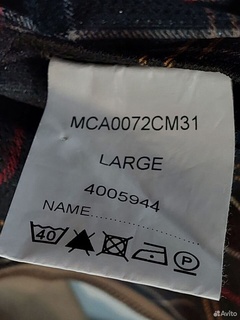 MCA0072CM31
LARGE
4005944
NAME....................
40
P
Avito